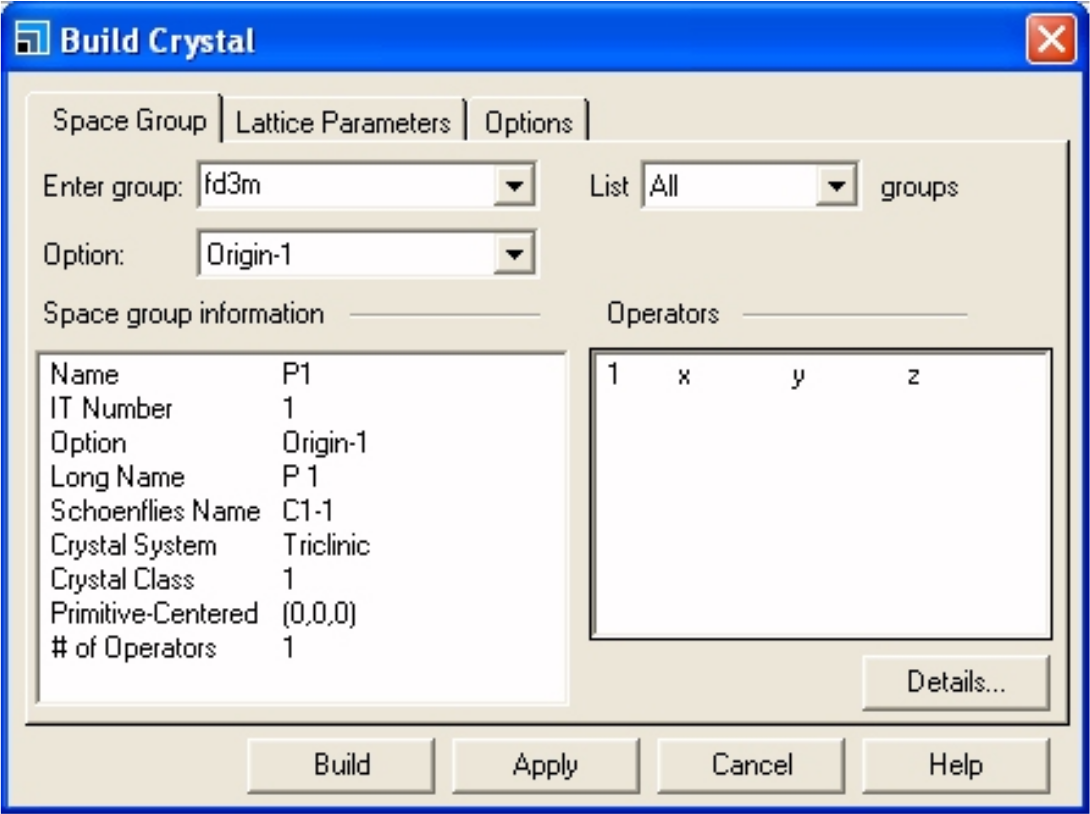 Build Crystal
Space Group Lattice Parameters Options
Enter group: fd3m List All groups
Option: Origin-1
Space group information Operators
Name P1 1 x y z
IT Number 1
Option Origin-1
Long Name P 1
Schoenflies Name C1-1
Crystal System Triclinic
Crystal Class 1
Primitive-Centered (0,0,0)
# of Operators 1
Details...
Build Apply Cancel Help